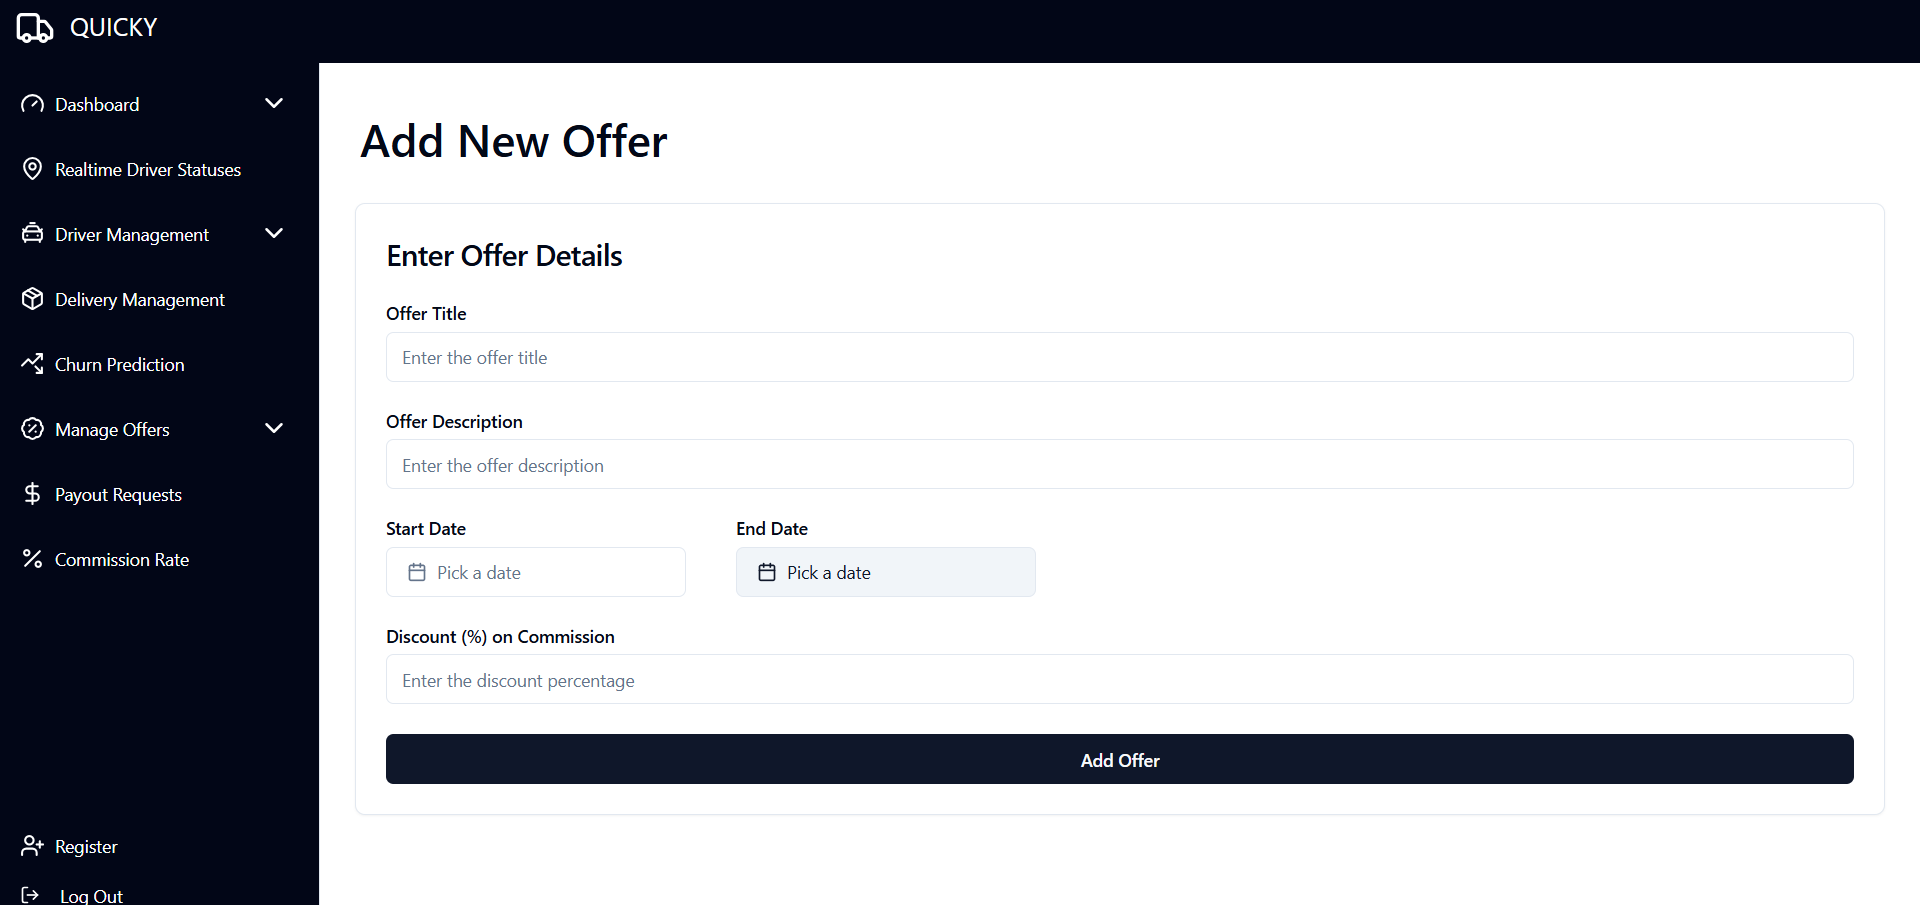 QUICKY
Dashboard
Realtime Driver Statuses
Driver Management
Delivery Management
Churn Prediction
Manage Offers
Payout Requests
Commission Rate
Register
Log Out
Add New Offer
Enter Offer Details
Offer Title
Enter the offer title
Offer Description
Enter the offer description
Start Date End Date
Pick a date Pick a date
Discount (%) on Commission
Enter the discount percentage
Add Offer